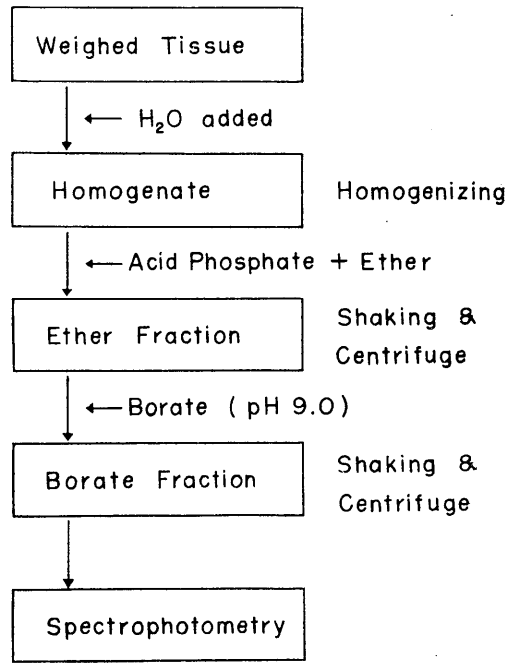 Weighed Tissue
← H₂O added
Homogenate
Homogenizing
← Acid Phosphate + Ether
Ether Fraction
Shaking &
Centrifuge
← Borate ( pH 9.0 )
Borate Fraction
Shaking &
Centrifuge
Spectrophotometry